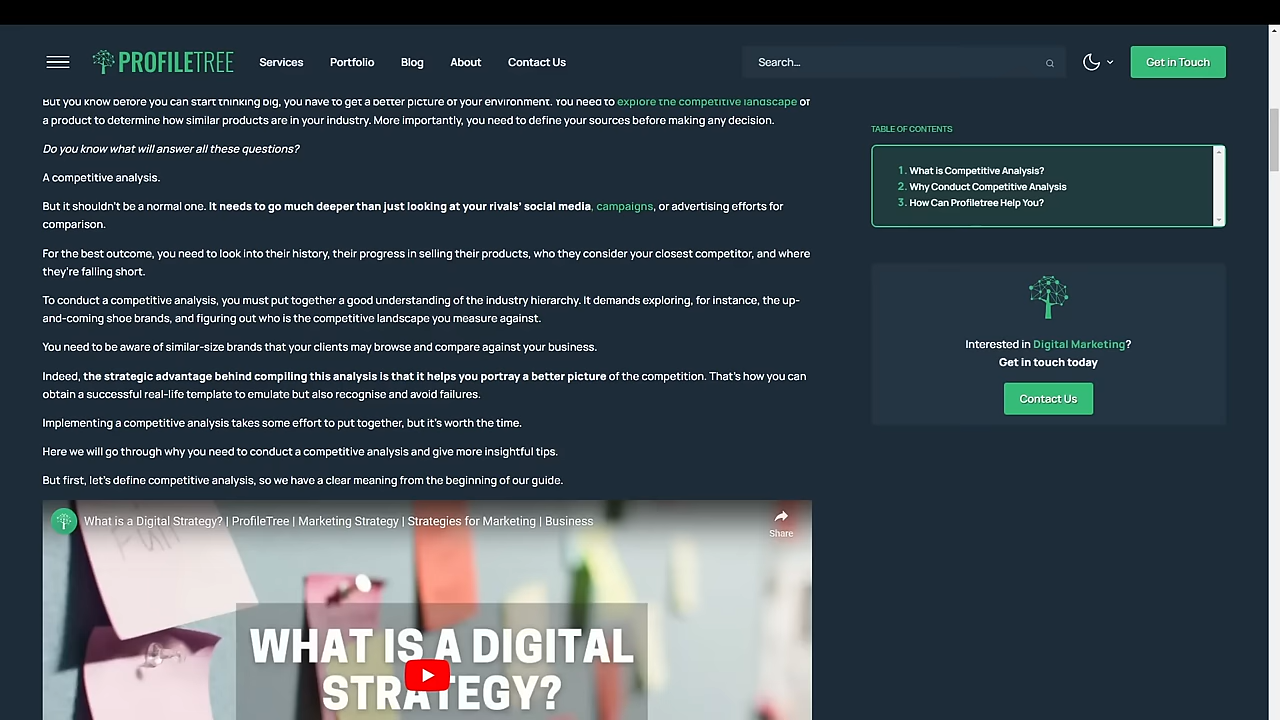 PROFILETREE
Services
Portfolio
Blog
About
Contact Us
Search...
Get in Touch
But you know before you can start thinking big, you have to get a better picture of your environment. You need to explore the competitive landscape of
a product to determine how similar products are in your industry. More importantly, you need to define your sources before making any decision.
Do you know what will answer all these questions?
A competitive analysis.
But it shouldn't be a normal one. It needs to go much deeper than just looking at your rivals' social media, campaigns, or advertising efforts for
comparison.
For the best outcome, you need to look into their history, their progress in selling their products, who they consider your closest competitor, and where
they're falling short.
To conduct a competitive analysis, you must put together a good understanding of the industry hierarchy. It demands exploring, for instance, the up-
and-coming shoe brands, and figuring out who is the competitive landscape you measure against.
You need to be aware of similar-size brands that your clients may browse and compare against your business.
Indeed, the strategic advantage behind compiling this analysis is that it helps you portray a better picture of the competition. That's how you can
obtain a successful real-life template to emulate but also recognise and avoid failures.
Implementing a competitive analysis takes some effort to put together, but it's worth the time.
Here we will go through why you need to conduct a competitive analysis and give more insightful tips.
But first, let's define competitive analysis, so we have a clear meaning from the beginning of our guide.
What is a Digital Strategy? | ProfileTree | Marketing Strategy | Strategies for Marketing | Business
Share
WHAT IS A DIGITAL
STRATEGY?
TABLE OF CONTENTS
1. What is Competitive Analysis?
2. Why Conduct Competitive Analysis
3. How Can Profiletree Help You?
Interested in Digital Marketing?
Get in touch today
Contact Us